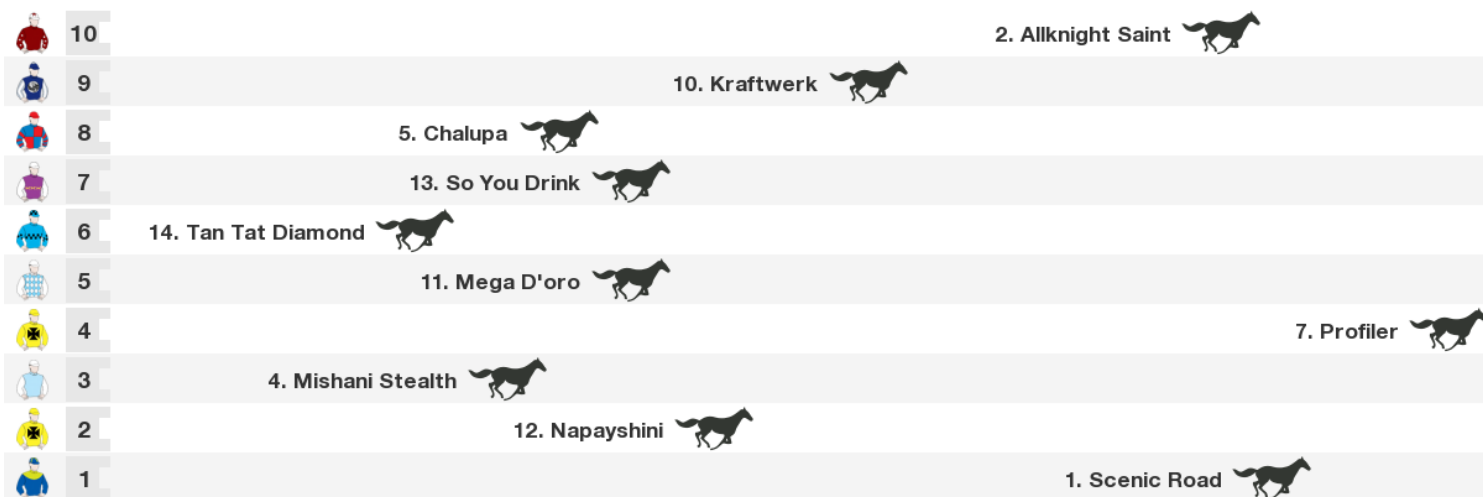 10 2. Allknight Saint
9 10. Kraftwerk
8 5. Chalupa
7 13. So You Drink
6 14. Tan Tat Diamond
5 11. Mega D'oro
4 7. Profiler
3 4. Mishani Stealth
2 12. Napayshini
1 1. Scenic Road